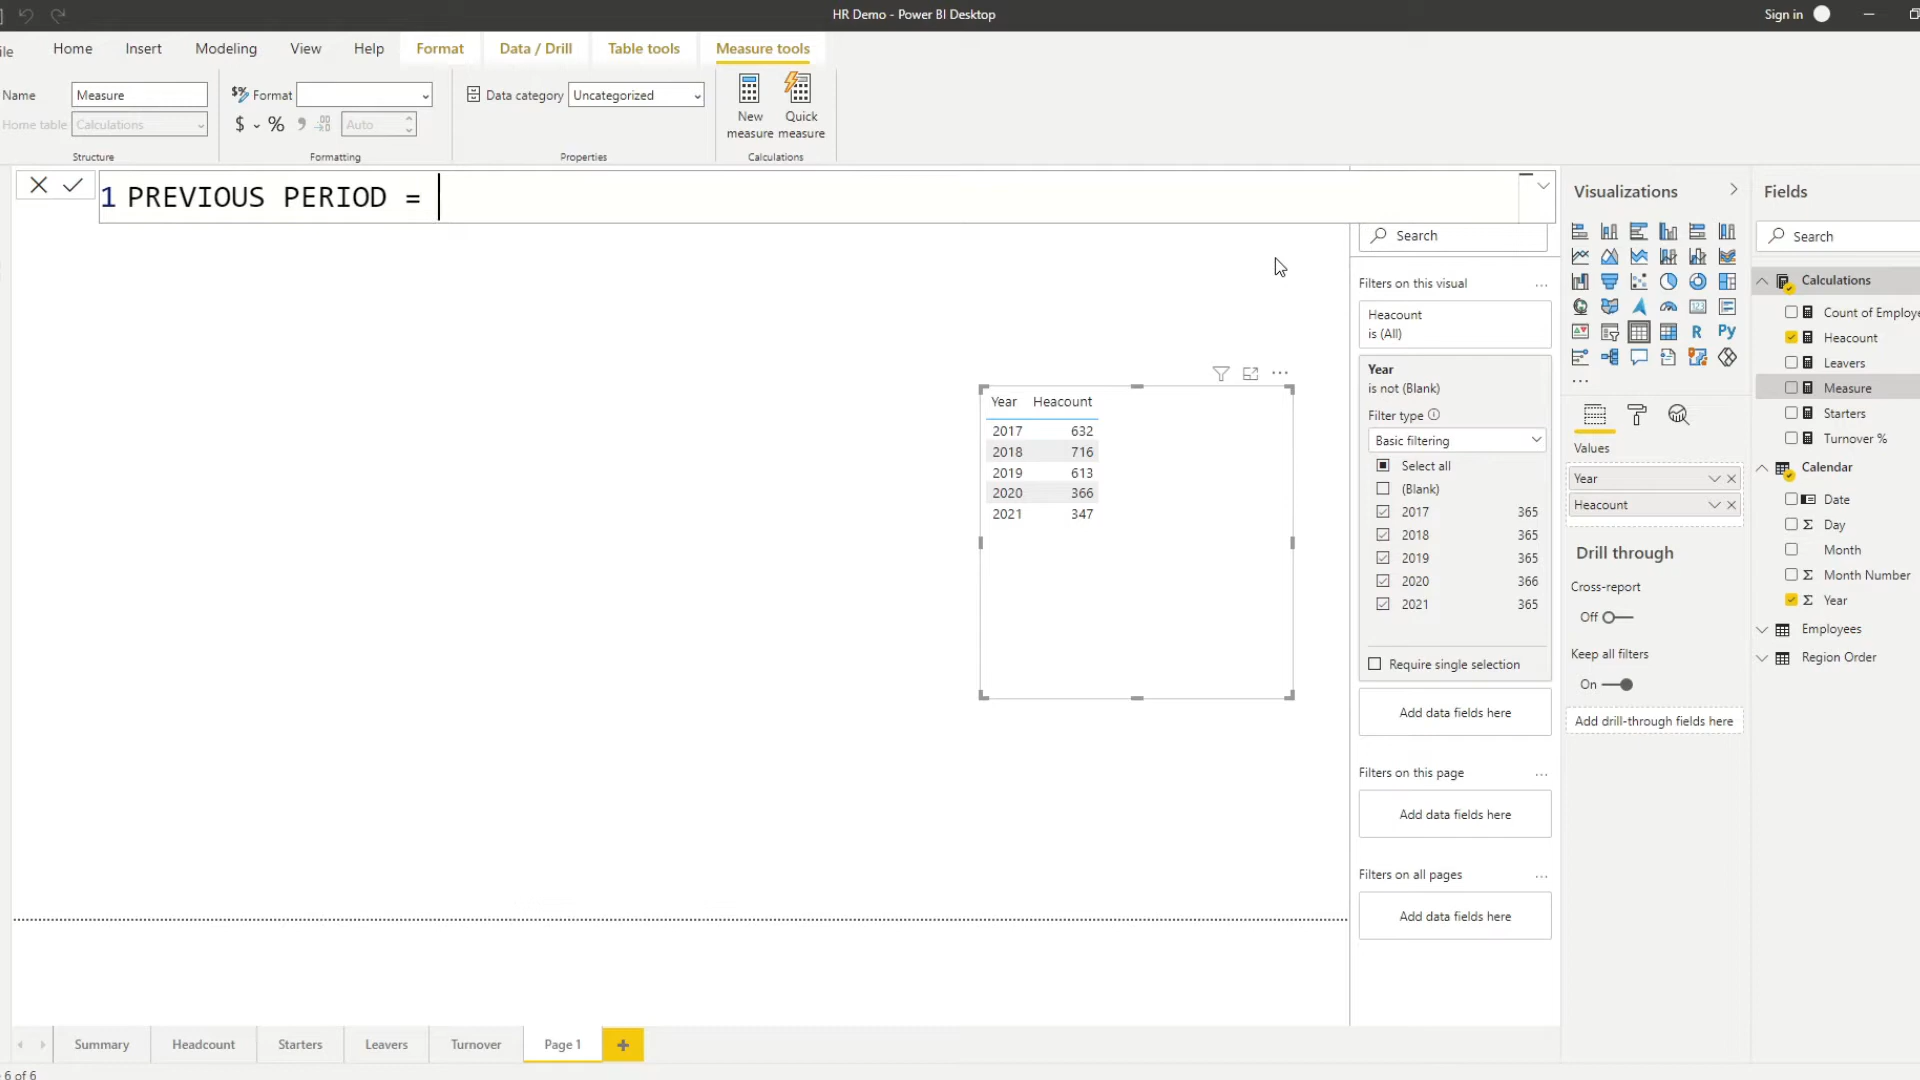 HR Demo - Power BI Desktop
Sign in
Home
Insert
Modeling
View
Help
Format
Data / Drill
Table tools
Measure tools
Name
Measure
Home table
Calculations
Structure
Format
$
%
Auto
Formatting
Data category
Uncategorized
Properties
New measure
Quick measure
Calculations
1 PREVIOUS PERIOD =
Year Heacount
2017 632
2018 716
2019 613
2020 366
2021 347
Search
Filters on this visual
Heacount
is (All)
Year
is not (Blank)
Filter type
Basic filtering
Select all
(Blank)
2017 365
2018 365
2019 365
2020 366
2021 365
Require single selection
Add data fields here
Filters on this page
Add data fields here
Filters on all pages
Add data fields here
Visualizations
R
Py
Values
Year
Heacount
Drill through
Cross-report
Off
Keep all filters
On
Add drill-through fields here
Fields
Search
Calculations
Count of Employe
Heacount
Leavers
Measure
Starters
Turnover %
Calendar
Date
Day
Month
Month Number
Year
Employees
Region Order
Summary
Headcount
Starters
Leavers
Turnover
Page 1
6 of 6